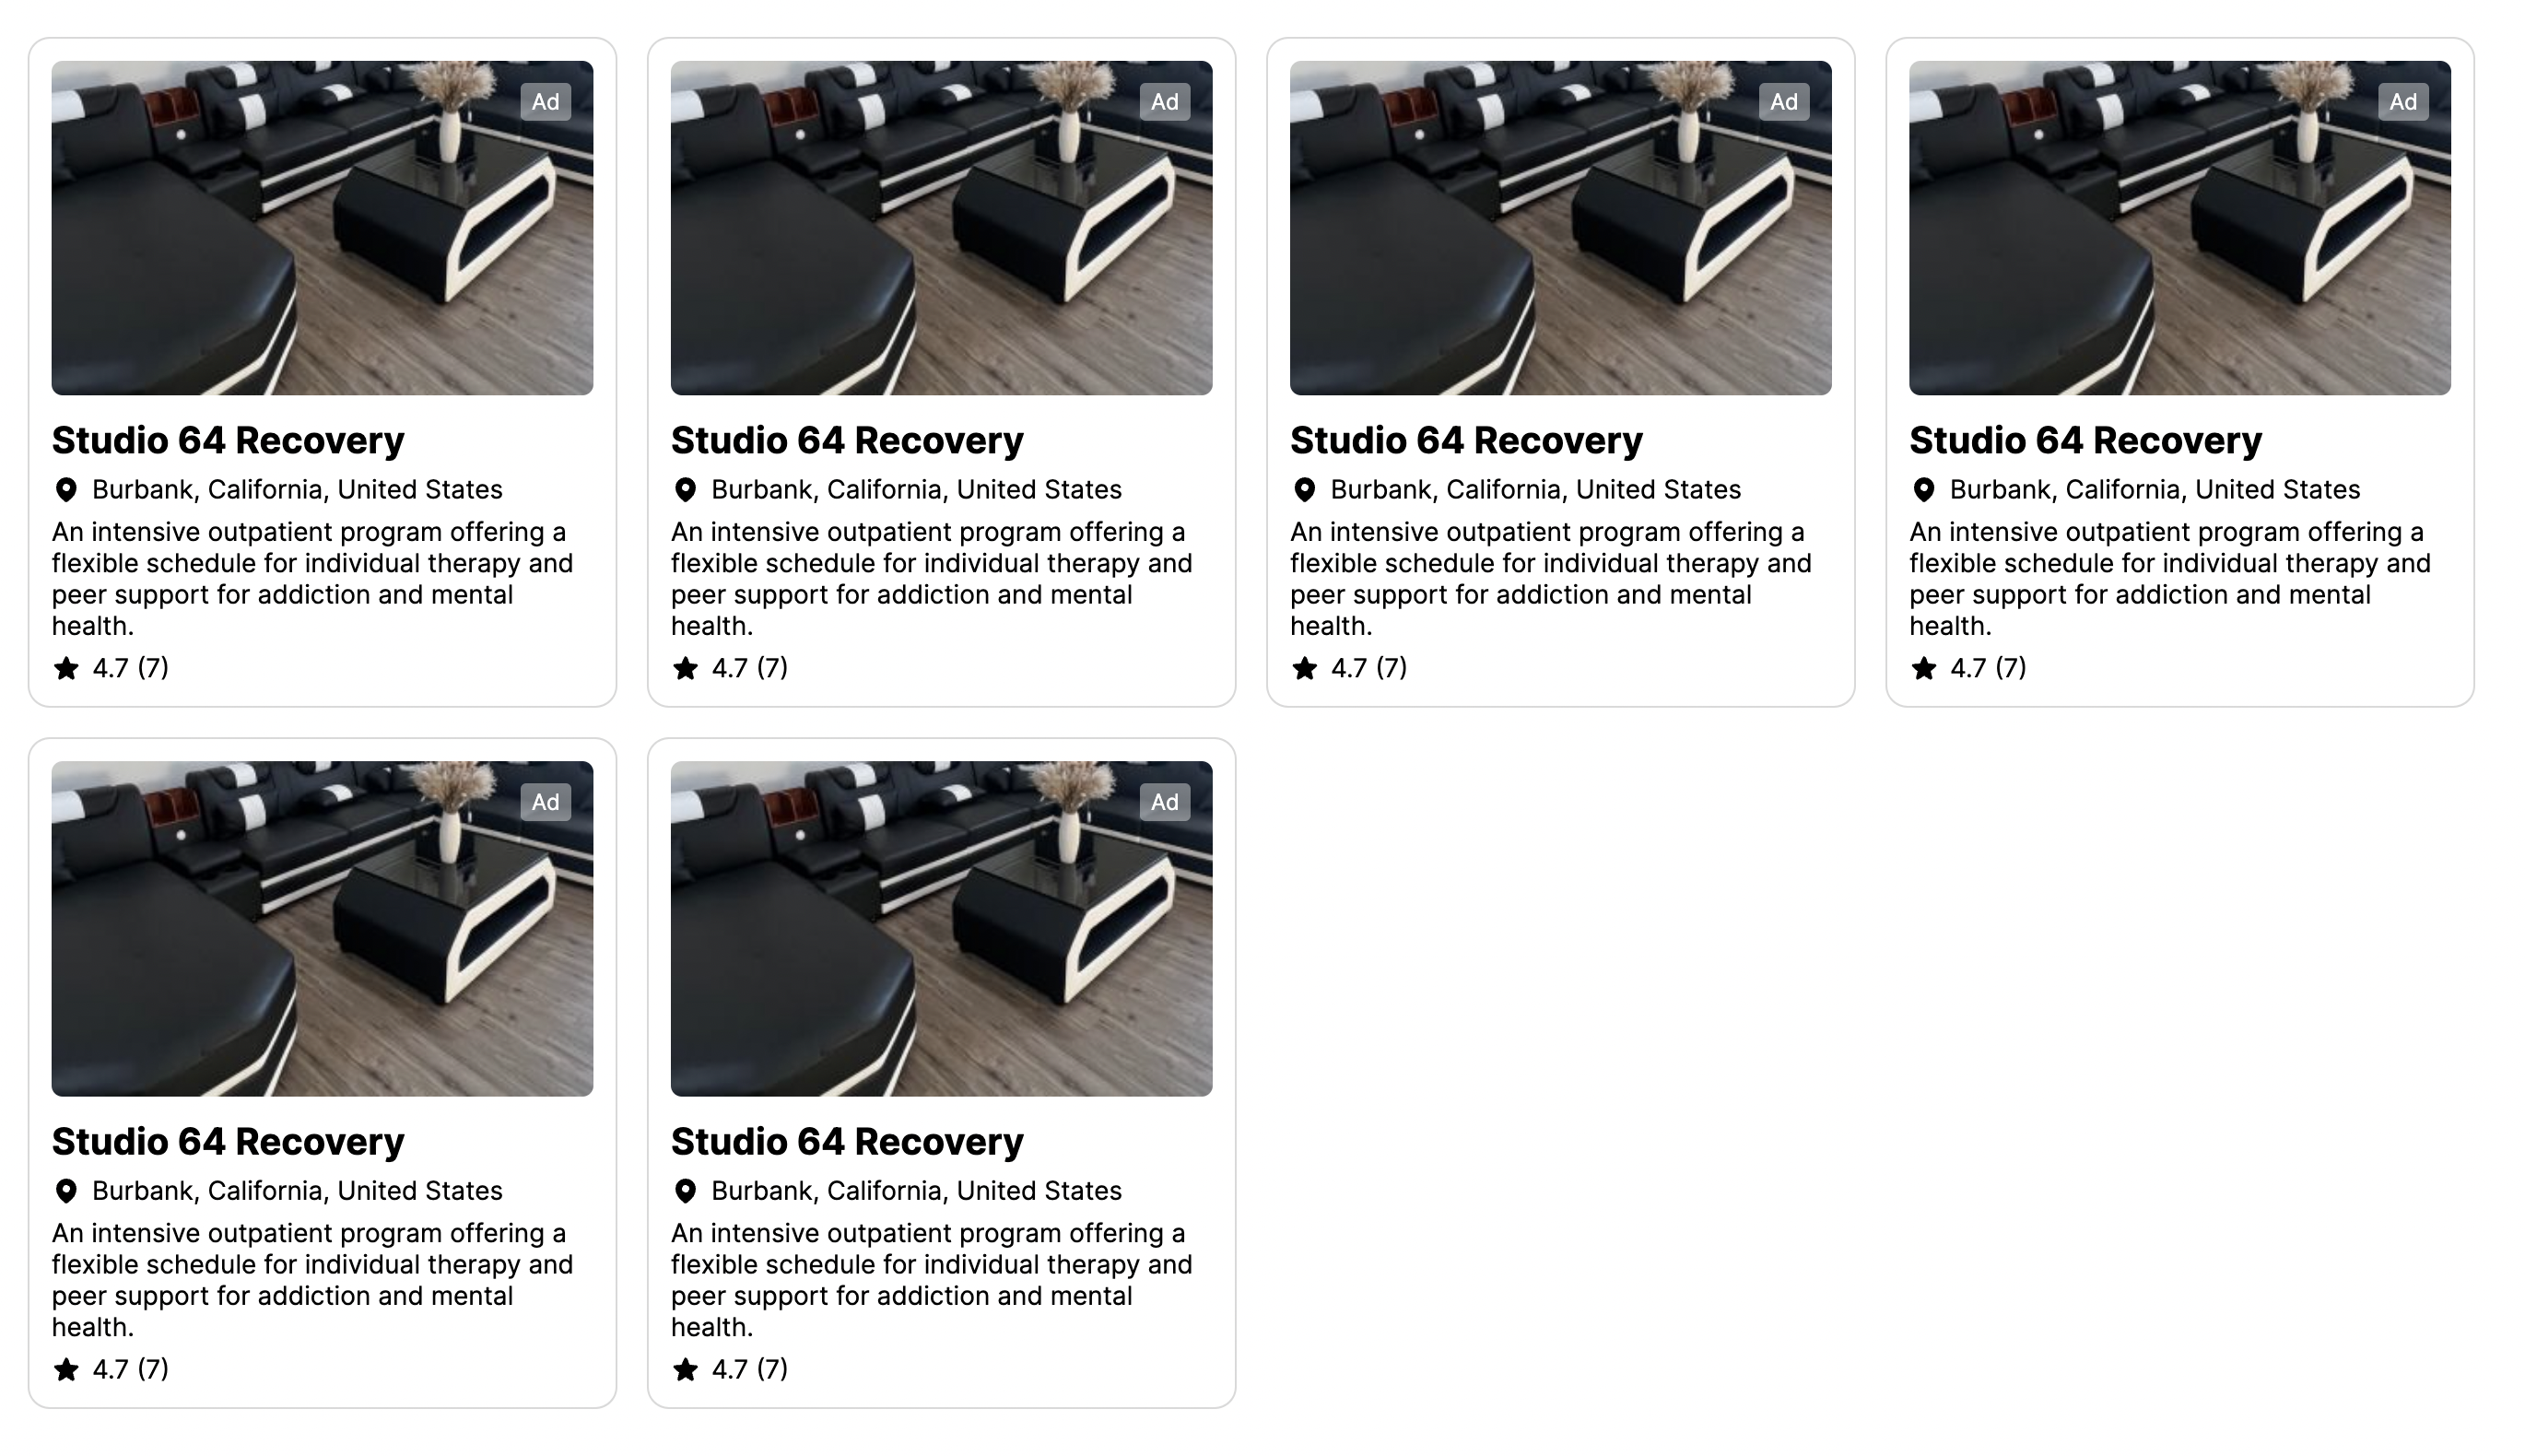 Ad
Studio 64 Recovery
Burbank, California, United States
An intensive outpatient program offering a
flexible schedule for individual therapy and
peer support for addiction and mental
health.
4.7 (7)
Ad
Studio 64 Recovery
Burbank, California, United States
An intensive outpatient program offering a
flexible schedule for individual therapy and
peer support for addiction and mental
health.
4.7 (7)
Ad
Studio 64 Recovery
Burbank, California, United States
An intensive outpatient program offering a
flexible schedule for individual therapy and
peer support for addiction and mental
health.
4.7 (7)
Ad
Studio 64 Recovery
Burbank, California, United States
An intensive outpatient program offering a
flexible schedule for individual therapy and
peer support for addiction and mental
health.
4.7 (7)
Ad
Studio 64 Recovery
Burbank, California, United States
An intensive outpatient program offering a
flexible schedule for individual therapy and
peer support for addiction and mental
health.
4.7 (7)
Ad
Studio 64 Recovery
Burbank, California, United States
An intensive outpatient program offering a
flexible schedule for individual therapy and
peer support for addiction and mental
health.
4.7 (7)